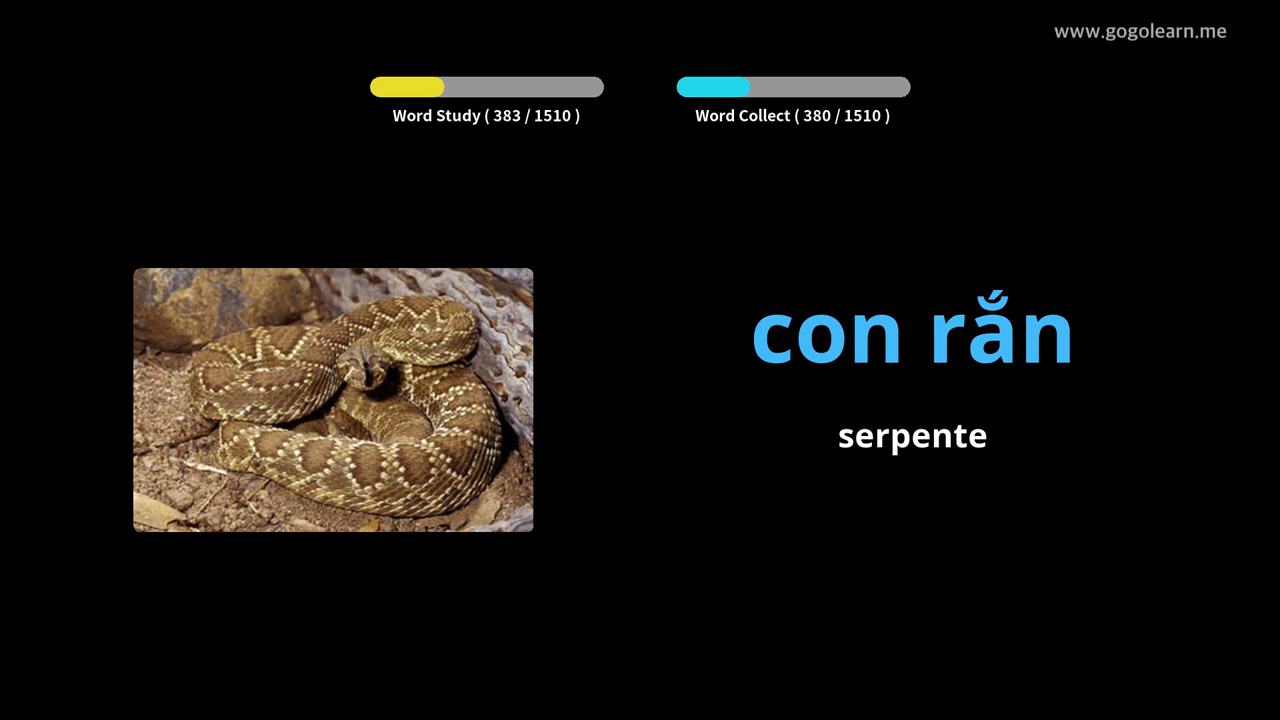 www.gogolearn.me
Word Study ( 383 / 1510 )
Word Collect ( 380 / 1510 )
con rắn
serpente